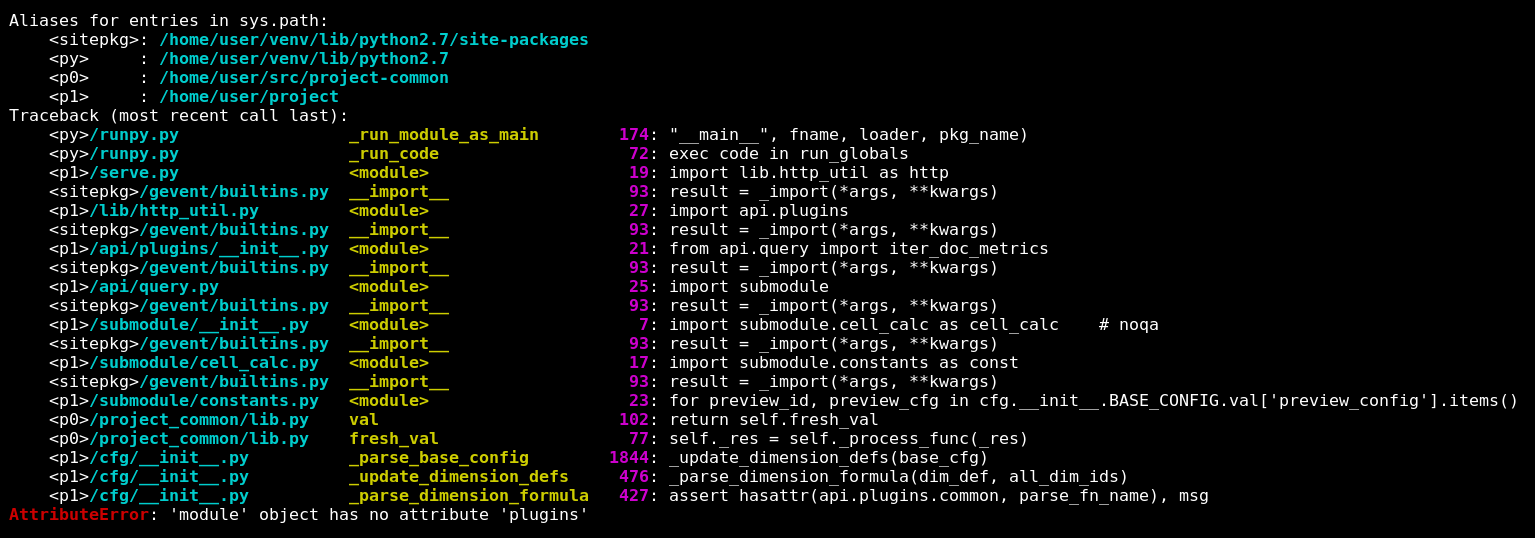 Aliases for entries in sys.path:
    <sitepkg>: /home/user/venv/lib/python2.7/site-packages
    <py>     : /home/user/venv/lib/python2.7
    <p0>     : /home/user/src/project-common
    <p1>     : /home/user/project
Traceback (most recent call last):
    <py>/runpy.py                 _run_module_as_main        174: "__main__", fname, loader, pkg_name)
    <py>/runpy.py                 _run_code                   72: exec code in run_globals
    <p1>/serve.py                 <module>                    19: import lib.http_util as http
    <sitepkg>/gevent/builtins.py  __import__                  93: result = _import(*args, **kwargs)
    <p1>/lib/http_util.py         <module>                    27: import api.plugins
    <sitepkg>/gevent/builtins.py  __import__                  93: result = _import(*args, **kwargs)
    <p1>/api/plugins/__init__.py  <module>                    21: from api.query import iter_doc_metrics
    <sitepkg>/gevent/builtins.py  __import__                  93: result = _import(*args, **kwargs)
    <p1>/api/query.py             <module>                    25: import submodule
    <sitepkg>/gevent/builtins.py  __import__                  93: result = _import(*args, **kwargs)
    <p1>/submodule/__init__.py    <module>                     7: import submodule.cell_calc as cell_calc    # noqa
    <sitepkg>/gevent/builtins.py  __import__                  93: result = _import(*args, **kwargs)
    <p1>/submodule/cell_calc.py   <module>                    17: import submodule.constants as const
    <sitepkg>/gevent/builtins.py  __import__                  93: result = _import(*args, **kwargs)
    <p1>/submodule/constants.py   <module>                    23: for preview_id, preview_cfg in cfg.__init__.BASE_CONFIG.val['preview_config'].items()
    <p0>/project_common/lib.py    val                        102: return self.fresh_val
    <p0>/project_common/lib.py    fresh_val                   77: self._res = self._process_func(_res)
    <p1>/cfg/__init__.py          _parse_base_config        1844: _update_dimension_defs(base_cfg)
    <p1>/cfg/__init__.py          _update_dimension_defs     476: _parse_dimension_formula(dim_def, all_dim_ids)
    <p1>/cfg/__init__.py          _parse_dimension_formula   427: assert hasattr(api.plugins.common, parse_fn_name), msg
AttributeError: 'module' object has no attribute 'plugins'